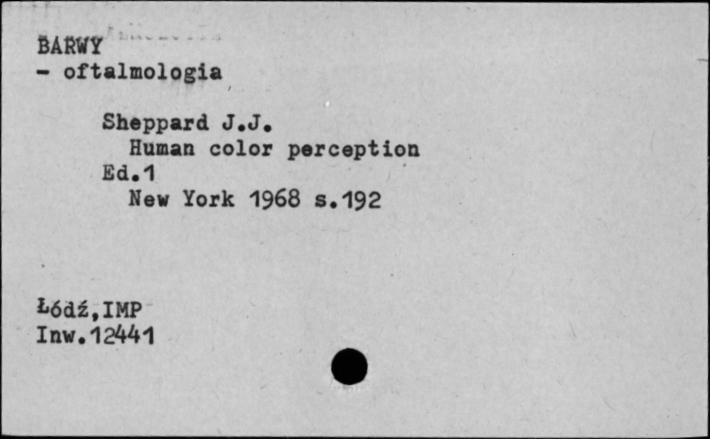 BARWY
- oftalmologia
Sheppard J.J.
Human color perception
Ed.1
New York 1968 s.192
Łódź,IMP
Inw.12441